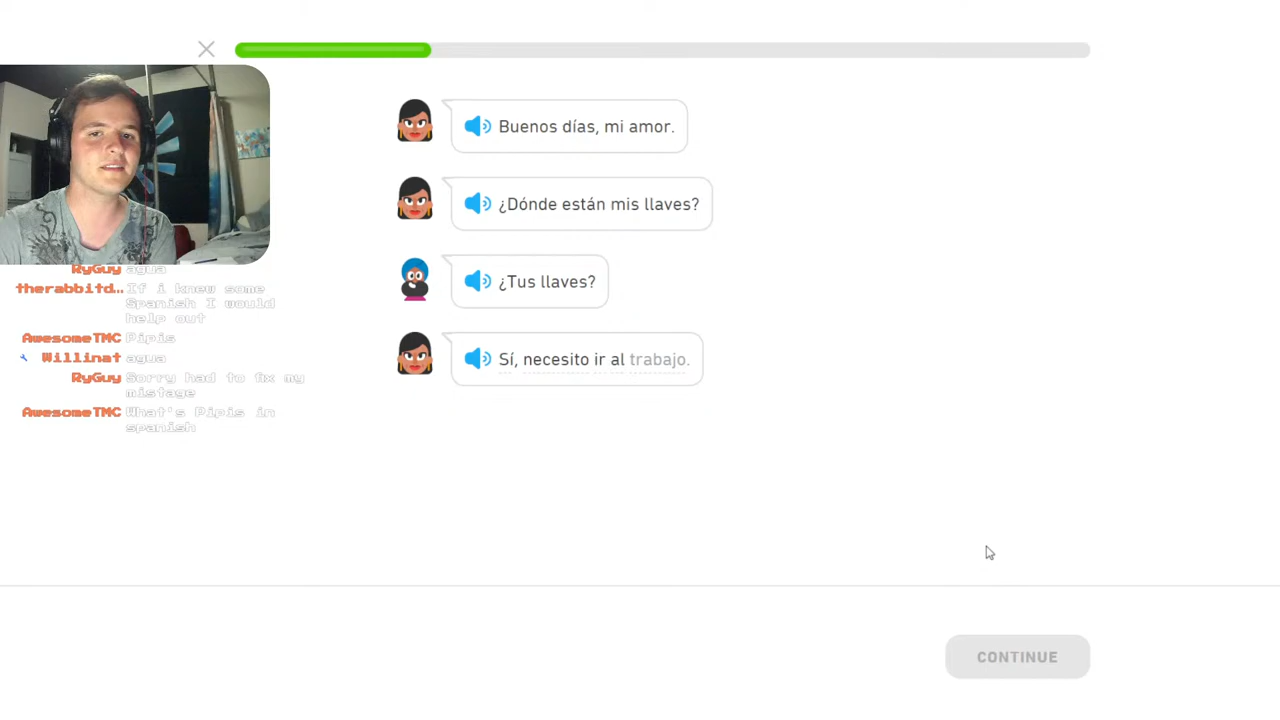 Buenos días, mi amor.
¿Dónde están mis llaves?
¿Tus llaves?
Sí, necesito ir al trabajo.
RyGuy agua
therabbitd… If i knew some
Spanish I would
help out
AwesomeTMC Pipis
Willinat agua
RyGuy Sorry had to fix my
mistage
AwesomeTMC What's Pipis in
spanish
CONTINUE